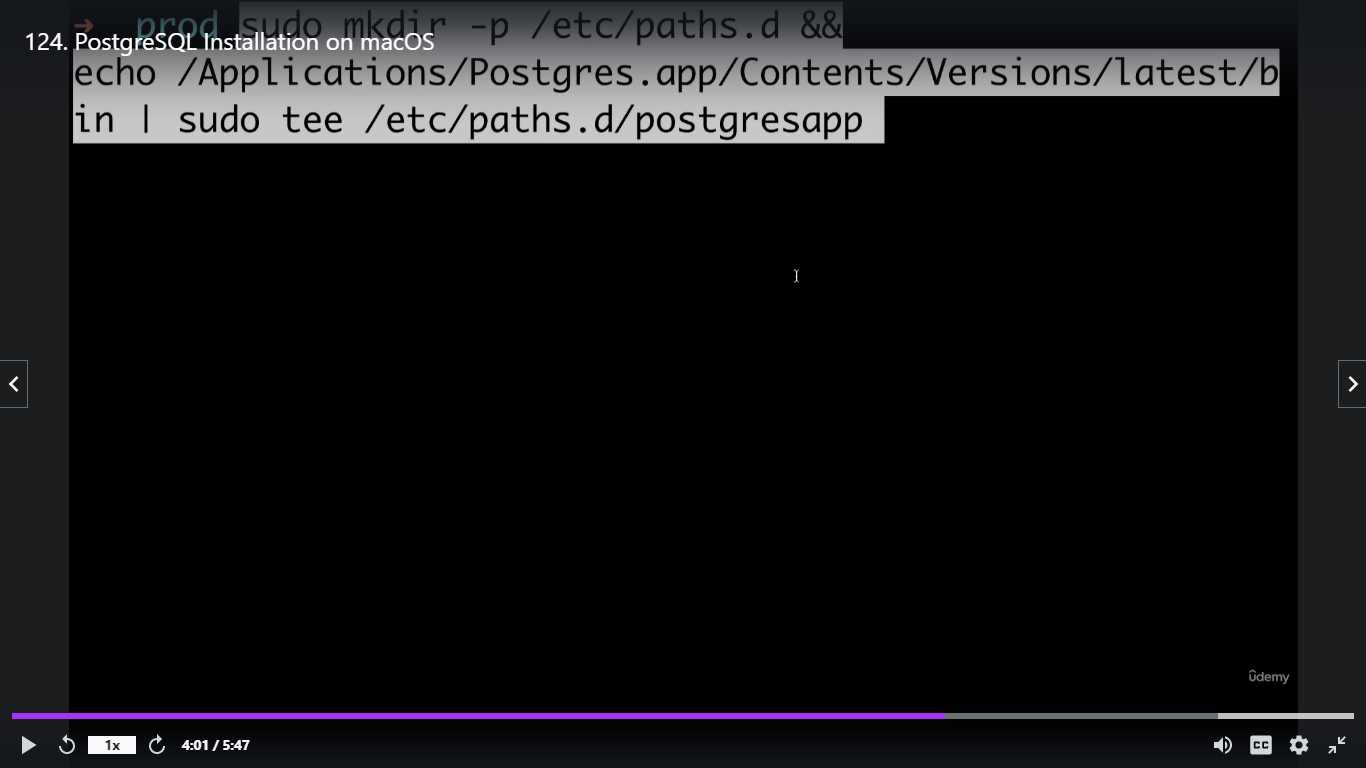 ➜ prod sudo mkdir -p /etc/paths.d &&
124. PostgreSQL Installation on macOS
echo /Applications/Postgres.app/Contents/Versions/latest/b
in | sudo tee /etc/paths.d/postgresapp
ûdemy
1x 4:01 / 5:47 CC